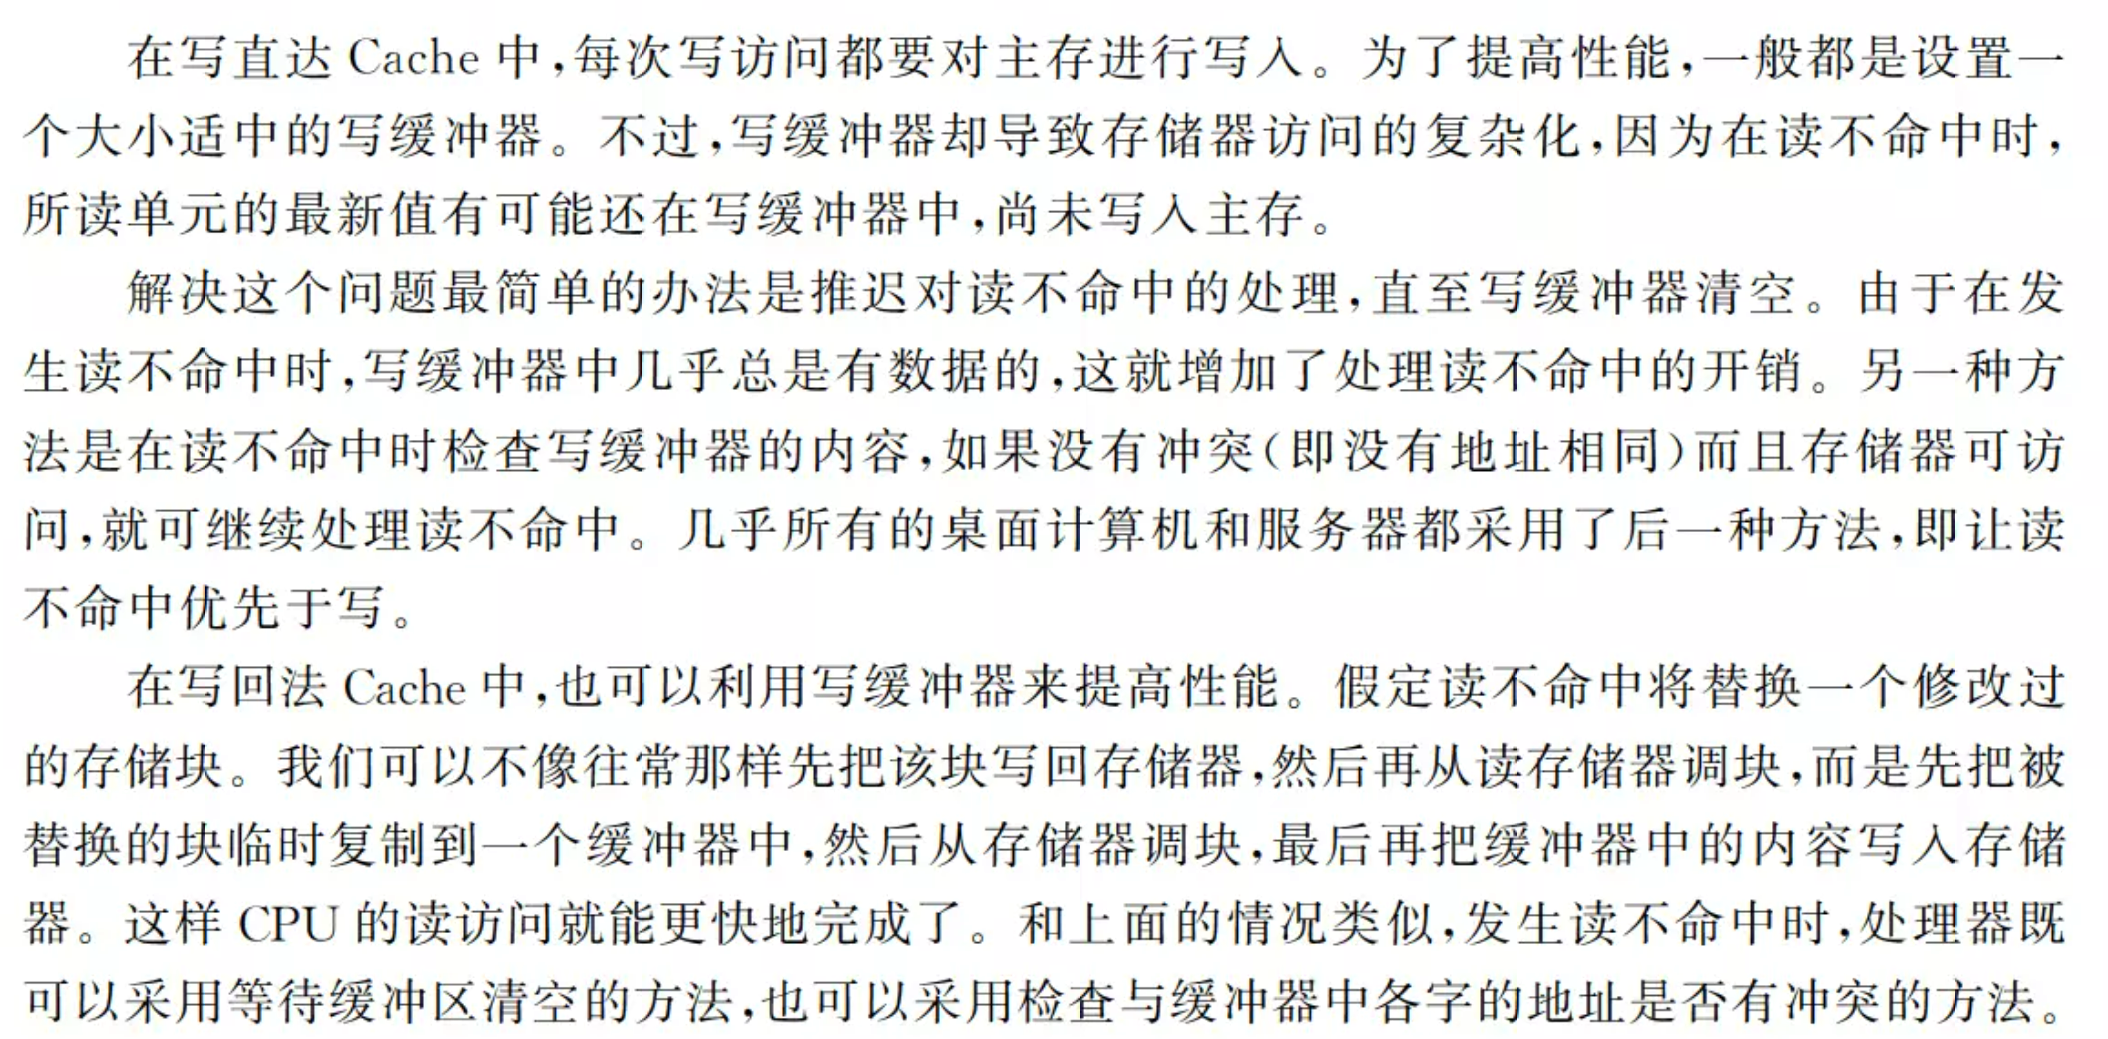 在写直达 Cache 中,每次写访问都要对主存进行写入。为了提高性能,一般都是设置一
个大小适中的写缓冲器。不过,写缓冲器却导致存储器访问的复杂化,因为在读不命中时,
所读单元的最新值有可能还在写缓冲器中,尚未写入主存。
解决这个问题最简单的办法是推迟对读不命中的处理,直至写缓冲器清空。由于在发
生读不命中时,写缓冲器中几乎总是有数据的,这就增加了处理读不命中的开销。另一种方
法是在读不命中时检查写缓冲器的内容,如果没有冲突(即没有地址相同)而且存储器可访
问,就可继续处理读不命中。几乎所有的桌面计算机和服务器都采用了后一种方法,即让读
不命中优先于写。
在写回法 Cache 中,也可以利用写缓冲器来提高性能。假定读不命中将替换一个修改过
的存储块。我们可以不像往常那样先把该块写回存储器,然后再从读存储器调块,而是先把被
替换的块临时复制到一个缓冲器中,然后从存储器调块,最后再把缓冲器中的内容写入存储
器。这样 CPU 的读访问就能更快地完成了。和上面的情况类似,发生读不命中时,处理器既
可以采用等待缓冲区清空的方法,也可以采用检查与缓冲器中各字的地址是否有冲突的方法。